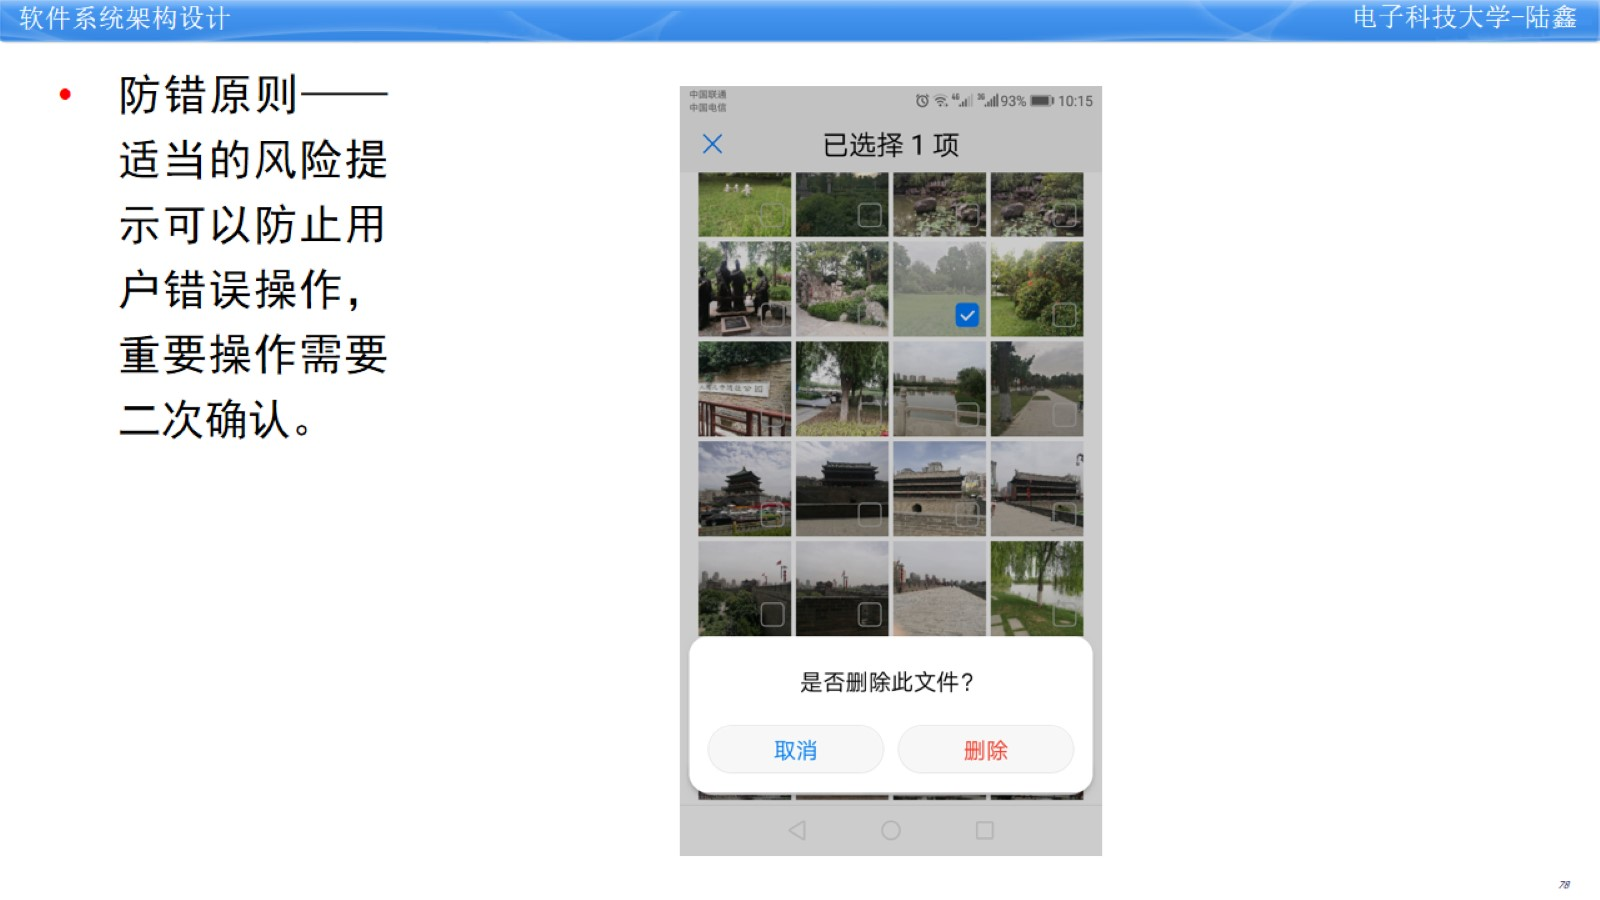 软件系统架构设计
电子科技大学-陆鑫
• 防错原则——
适当的风险提
示可以防止用
户错误操作，
重要操作需要
二次确认。
中国联通
中国电信
93% 10:15
已选择 1 项
是否删除此文件?
取消 删除
78